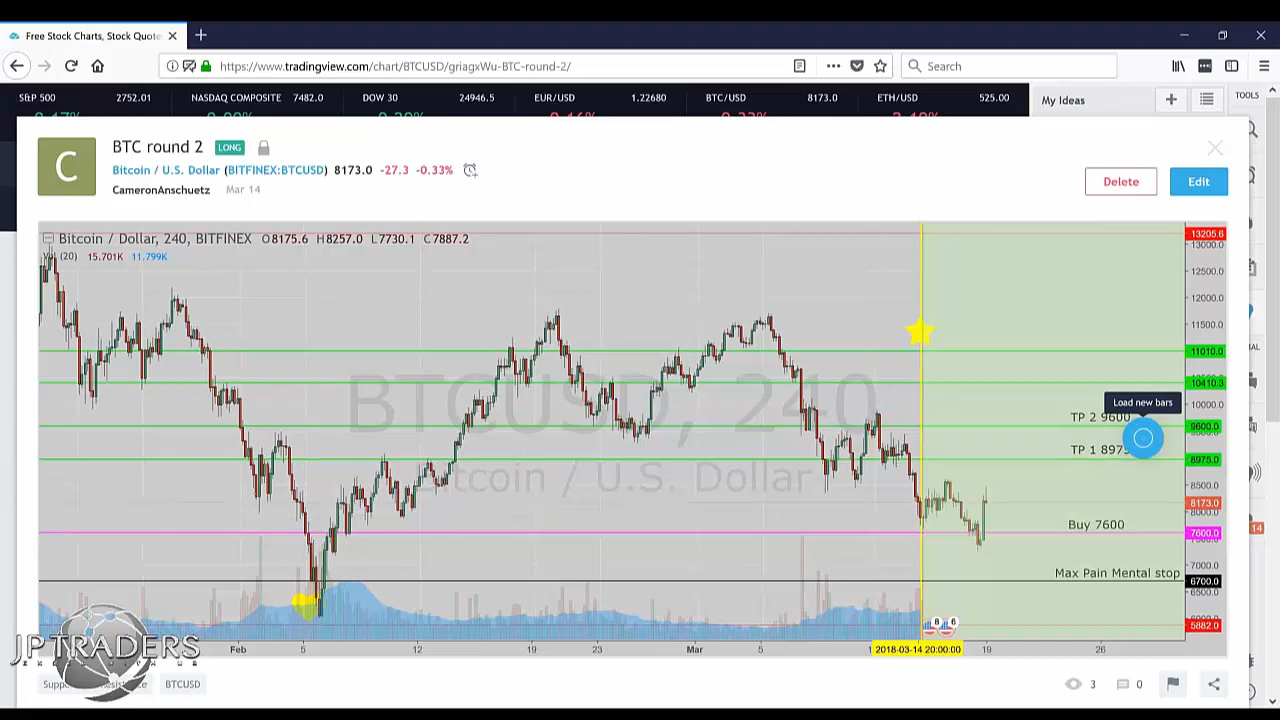 Free Stock Charts, Stock Quote
https://www.tradingview.com/chart/BTCUSD/griagxWu-BTC-round-2/
Search
S&P 500 2752.01 NASDAQ COMPOSITE 7482.0 DOW 30 24946.5 EUR/USD 1.22680 BTC/USD 8173.0 ETH/USD 525.00
My Ideas
TOOLS
C
BTC round 2 LONG
Bitcoin / U.S. Dollar (BITFINEX:BTCUSD) 8173.0 -27.3 -0.33%
CameronAnschuetz Mar 14
Delete Edit
Bitcoin / Dollar, 240, BITFINEX O8175.6 H8257.0 L7730.1 C7887.2
(20) 15.701K 11.799K
13205.6
13000.0
12500.0
12000.0
11500.0
11010.0
10410.3
10000.0
9600.0
8975.0
8500.0
8173.0
8000.0
7600.0
7000.0
6700.0
6500.0
5882.0
BTCUSD, 240
Bitcoin / U.S. Dollar
Load new bars
TP 2 9600
TP 1 8975
Buy 7600
Max Pain Mental stop
8 6
Feb 5 12 19 23 Mar 5 2018-03-14 20:00:00 19 26
14
JPTRADERS
BTCUSD
3 0